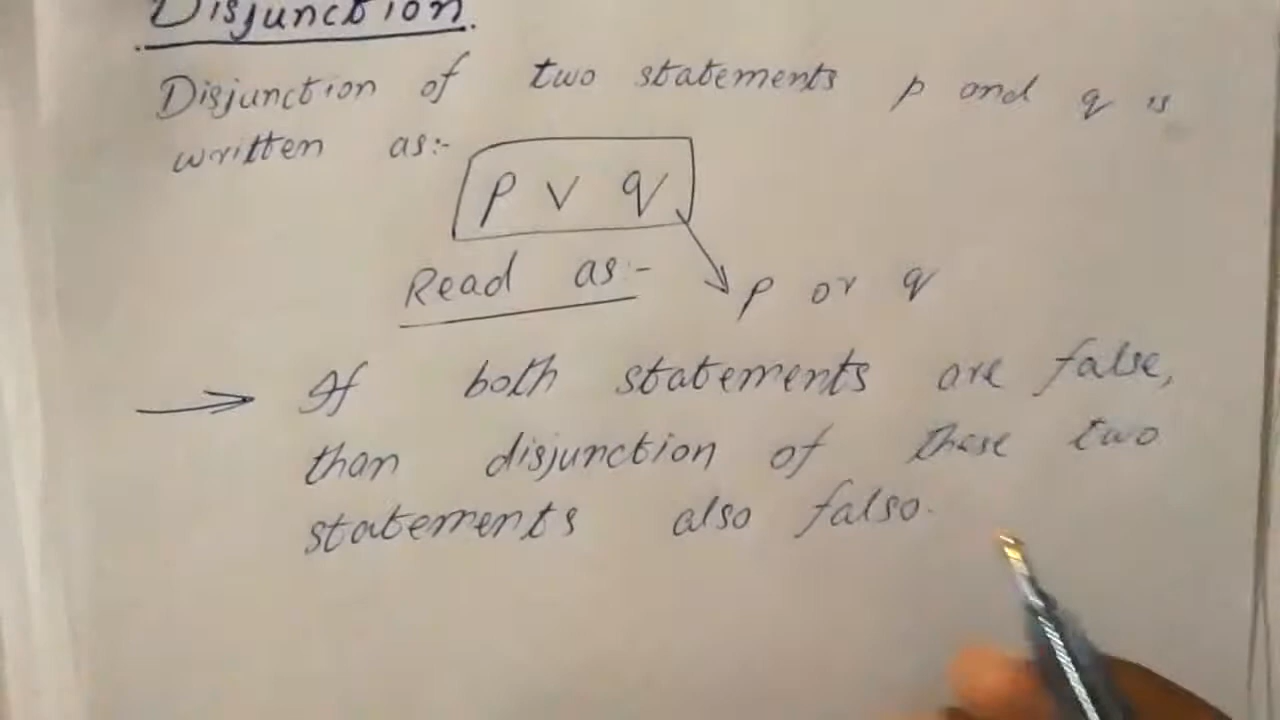 Disjunction.
Disjunction of two statements p and q is
written as:-
p ∨ q
Read as:- p or q
If both statements are false,
than disjunction of these two
statements also falso.